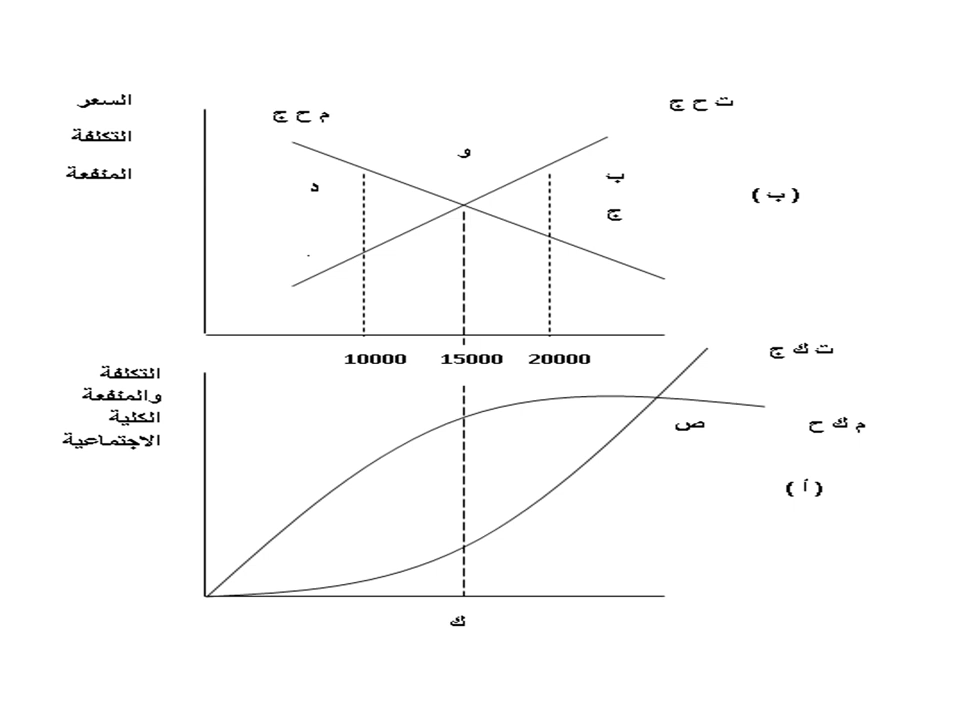 السعر
التكلفة
المنفعة
م ح ج
ت ح ج
و
د
ب
ج
( ب )
10000 15000 20000
التكلفة
والمنفعة
الكلية
الاجتماعية
ت ك ج
م ك ح
ص
( أ )
ك